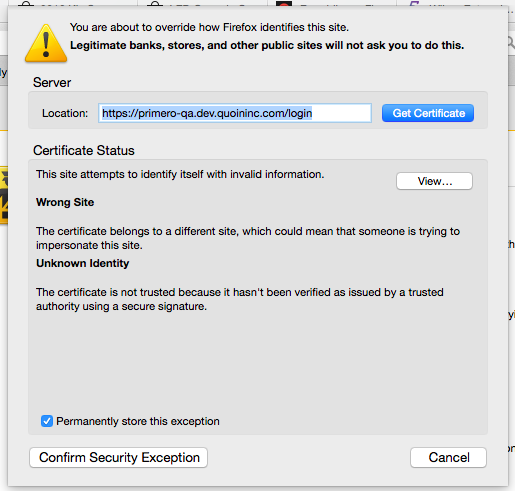 You are about to override how Firefox identifies this site.
Legitimate banks, stores, and other public sites will not ask you to do this.
Server
Location: https://primero-qa.dev.quoininc.com/login Get Certificate
Certificate Status
This site attempts to identify itself with invalid information.
View...
Wrong Site
The certificate belongs to a different site, which could mean that someone is trying to
impersonate this site.
Unknown Identity
The certificate is not trusted because it hasn't been verified as issued by a trusted
authority using a secure signature.
Permanently store this exception
Confirm Security Exception Cancel